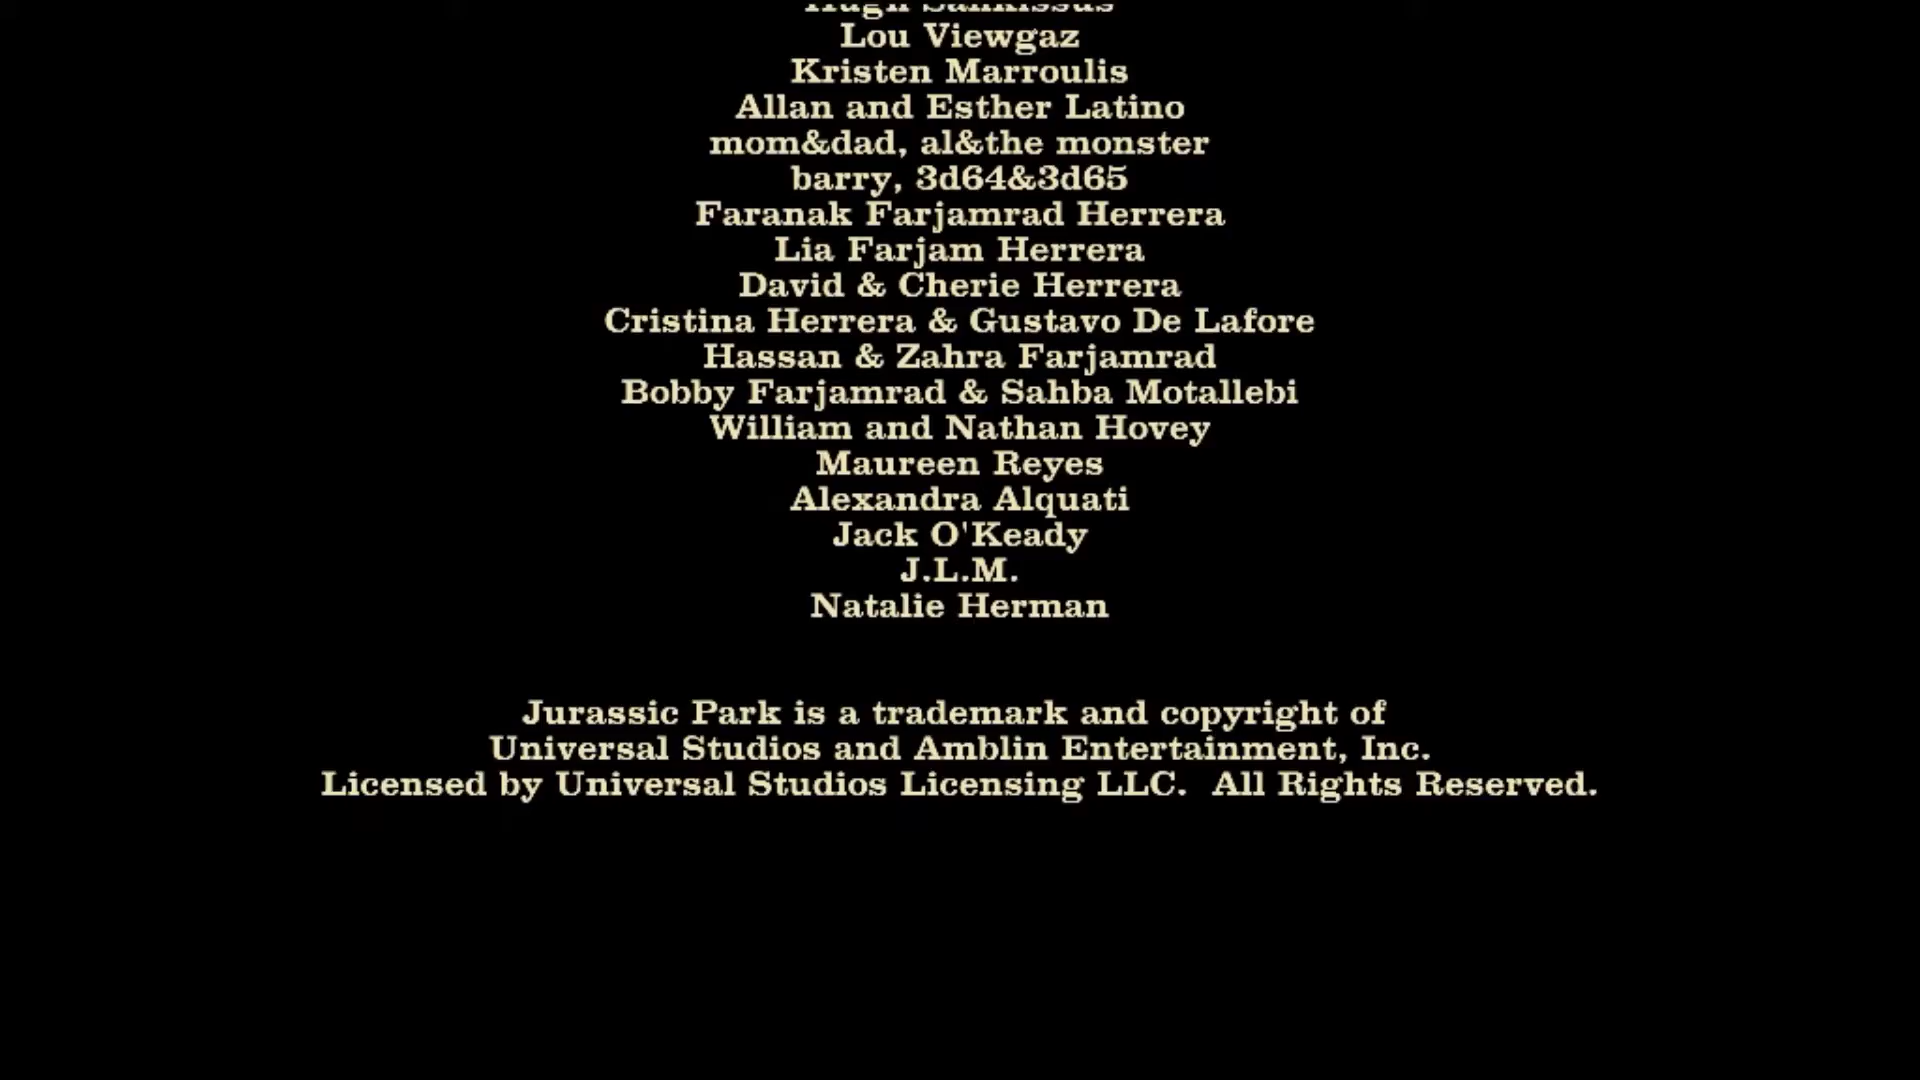 Lou Viewgaz
Kristen Marroulis
Allan and Esther Latino
mom&dad, al&the monster
barry, 3d64&3d65
Faranak Farjamrad Herrera
Lia Farjam Herrera
David & Cherie Herrera
Cristina Herrera & Gustavo De Lafore
Hassan & Zahra Farjamrad
Bobby Farjamrad & Sahba Motallebi
William and Nathan Hovey
Maureen Reyes
Alexandra Alquati
Jack O'Keady
J.L.M.
Natalie Herman
Jurassic Park is a trademark and copyright of
Universal Studios and Amblin Entertainment, Inc.
Licensed by Universal Studios Licensing LLC.  All Rights Reserved.